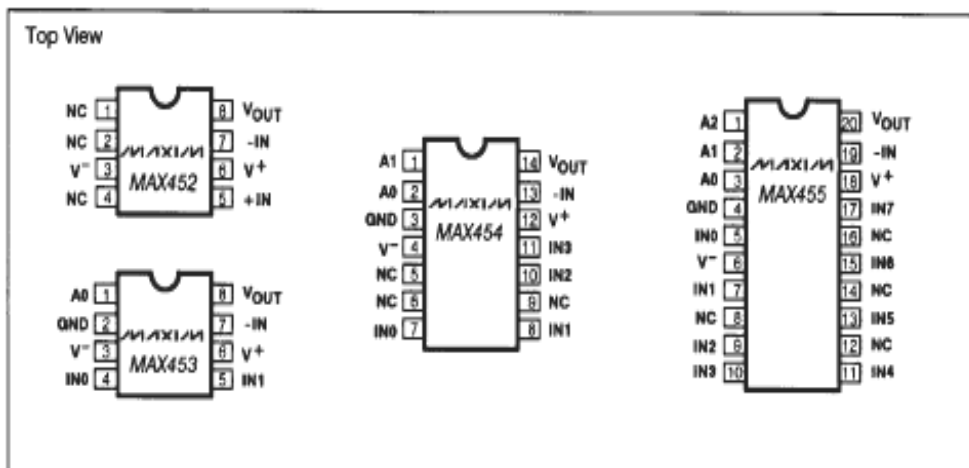 Top View
NC 1
NC 2
V- 3
NC 4
8 VOUT
7 -IN
6 V+
5 +IN
MAXIM
MAX452
A0 1
GND 2
V- 3
IN0 4
8 VOUT
7 -IN
6 V+
5 IN1
MAXIM
MAX453
A1 1
A0 2
GND 3
V- 4
NC 5
NC 6
IN0 7
14 VOUT
13 -IN
12 V+
11 IN3
10 IN2
9 NC
8 IN1
MAXIM
MAX454
A2 1
A1 2
A0 3
GND 4
IN0 5
V- 6
IN1 7
NC 8
IN2 9
IN3 10
20 VOUT
19 -IN
18 V+
17 IN7
16 NC
15 IN6
14 NC
13 IN5
12 NC
11 IN4
MAXIM
MAX455